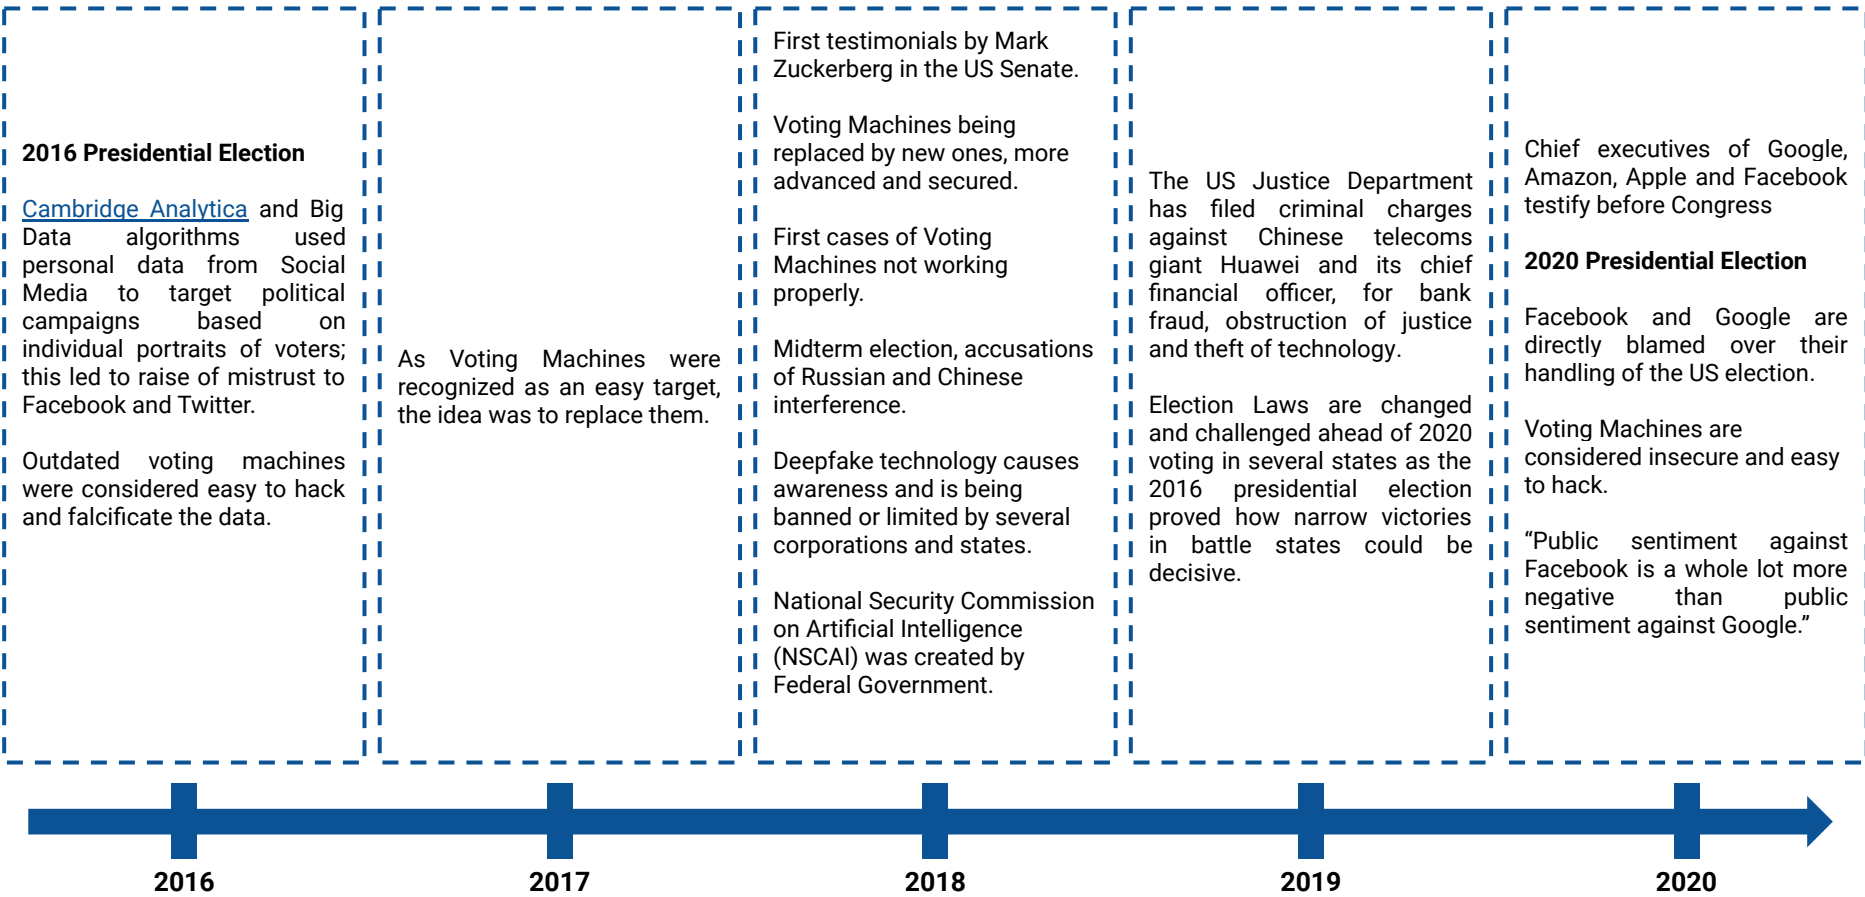 2016 Presidential Election
Cambridge Analytica and Big
Data algorithms used
personal data from Social
Media to target political
campaigns based on
individual portraits of voters;
this led to raise of mistrust to
Facebook and Twitter.
Outdated voting machines
were considered easy to hack
and falcificate the data.
As Voting Machines were
recognized as an easy target,
the idea was to replace them.
First testimonials by Mark
Zuckerberg in the US Senate.
Voting Machines being
replaced by new ones, more
advanced and secured.
First cases of Voting
Machines not working
properly.
Midterm election, accusations
of Russian and Chinese
interference.
Deepfake technology causes
awareness and is being
banned or limited by several
corporations and states.
National Security Commission
on Artificial Intelligence
(NSCAI) was created by
Federal Government.
The US Justice Department
has filed criminal charges
against Chinese telecoms
giant Huawei and its chief
financial officer, for bank
fraud, obstruction of justice
and theft of technology.
Election Laws are changed
and challenged ahead of 2020
voting in several states as the
2016 presidential election
proved how narrow victories
in battle states could be
decisive.
Chief executives of Google,
Amazon, Apple and Facebook
testify before Congress
2020 Presidential Election
Facebook and Google are
directly blamed over their
handling of the US election.
Voting Machines are
considered insecure and easy
to hack.
“Public sentiment against
Facebook is a whole lot more
negative than public
sentiment against Google.”
2016
2017
2018
2019
2020